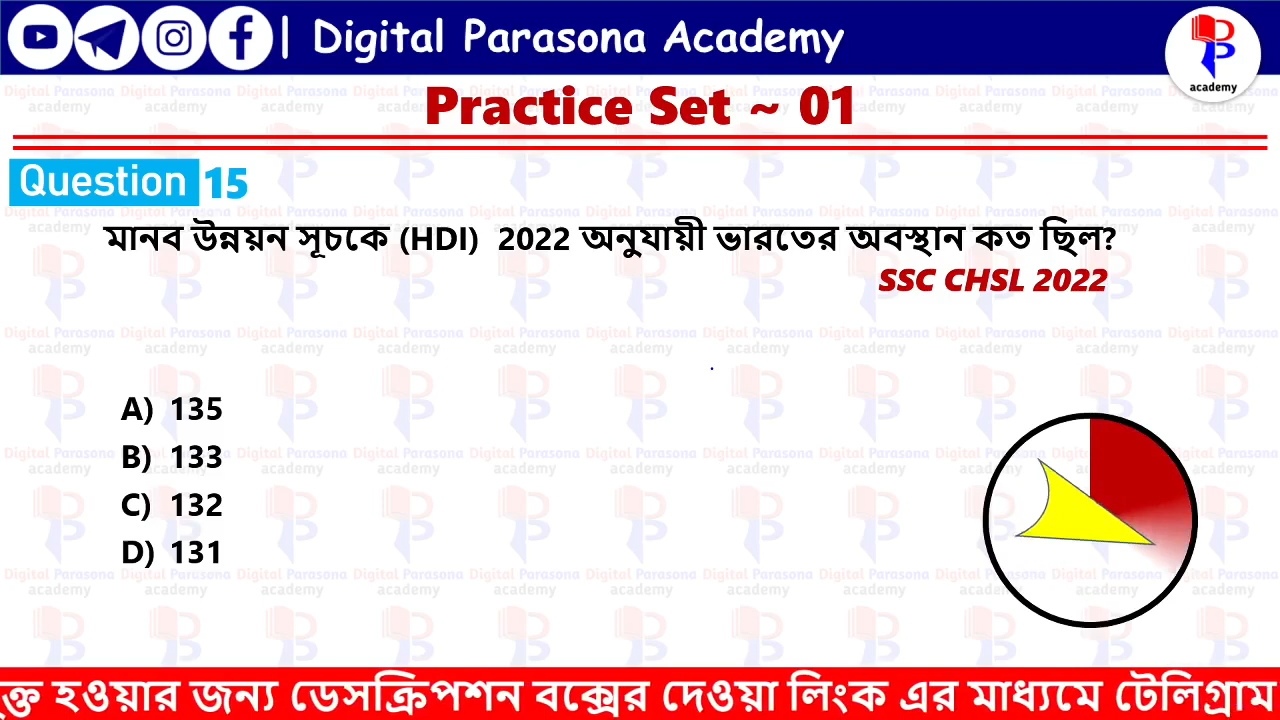 | Digital Parasona Academy
academy
Practice Set ~ 01
Question 15
মানব উন্নয়ন সূচকে (HDI) 2022 অনুযায়ী ভারতের অবস্থান কত ছিল?
SSC CHSL 2022
A) 135
B) 133
C) 132
D) 131
ক্ত হওয়ার জন্য ডেসক্রিপশন বক্সের দেওয়া লিংক এর মাধ্যমে টেলিগ্রাম